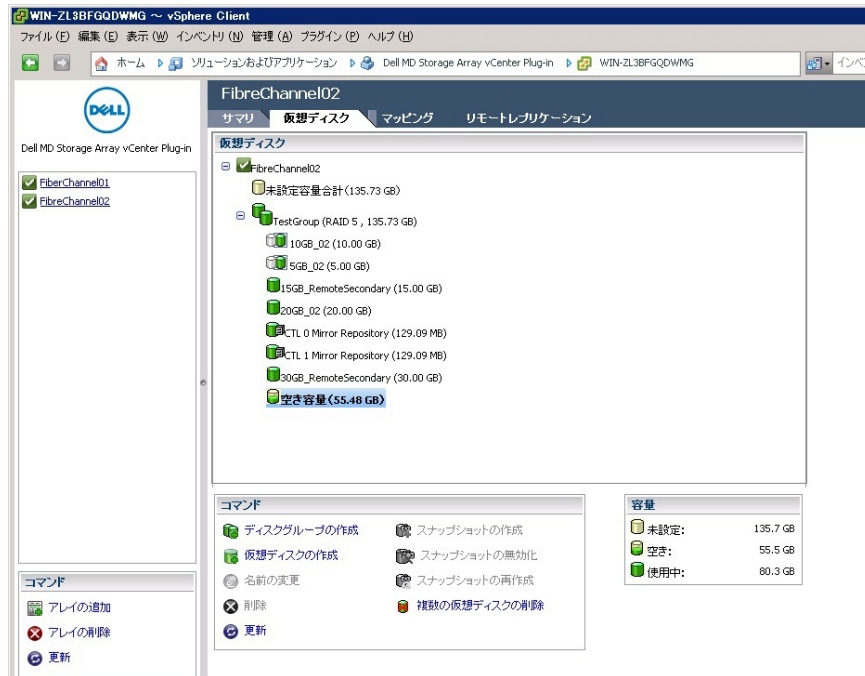 WIN-ZL3BFGQDWMG ～ vSphere Client
ファイル(F) 編集(E) 表示(W) インベントリ(N) 管理(A) プラグイン(P) ヘルプ(H)
ホーム ソリューションおよびアプリケーション Dell MD Storage Array vCenter Plug-in WIN-ZL3BFGQDWMG インベ
DELL
Dell MD Storage Array vCenter Plug-in
FiberChannel01
FibreChannel02
FibreChannel02
サマリ 仮想ディスク マッピング リモートレプリケーション
仮想ディスク
FibreChannel02
未設定容量合計(135.73 GB)
TestGroup (RAID 5 , 135.73 GB)
10GB_02 (10.00 GB)
5GB_02 (5.00 GB)
15GB_RemoteSecondary (15.00 GB)
20GB_02 (20.00 GB)
CTL 0 Mirror Repository (129.09 MB)
CTL 1 Mirror Repository (129.09 MB)
30GB_RemoteSecondary (30.00 GB)
空き容量(55.48 GB)
コマンド
ディスクグループの作成 スナップショットの作成
仮想ディスクの作成 スナップショットの無効化
名前の変更 スナップショットの再作成
削除 複数の仮想ディスクの削除
更新
容量
未設定: 135.7 GB
空き: 55.5 GB
使用中: 80.3 GB
コマンド
アレイの追加
アレイの削除
更新